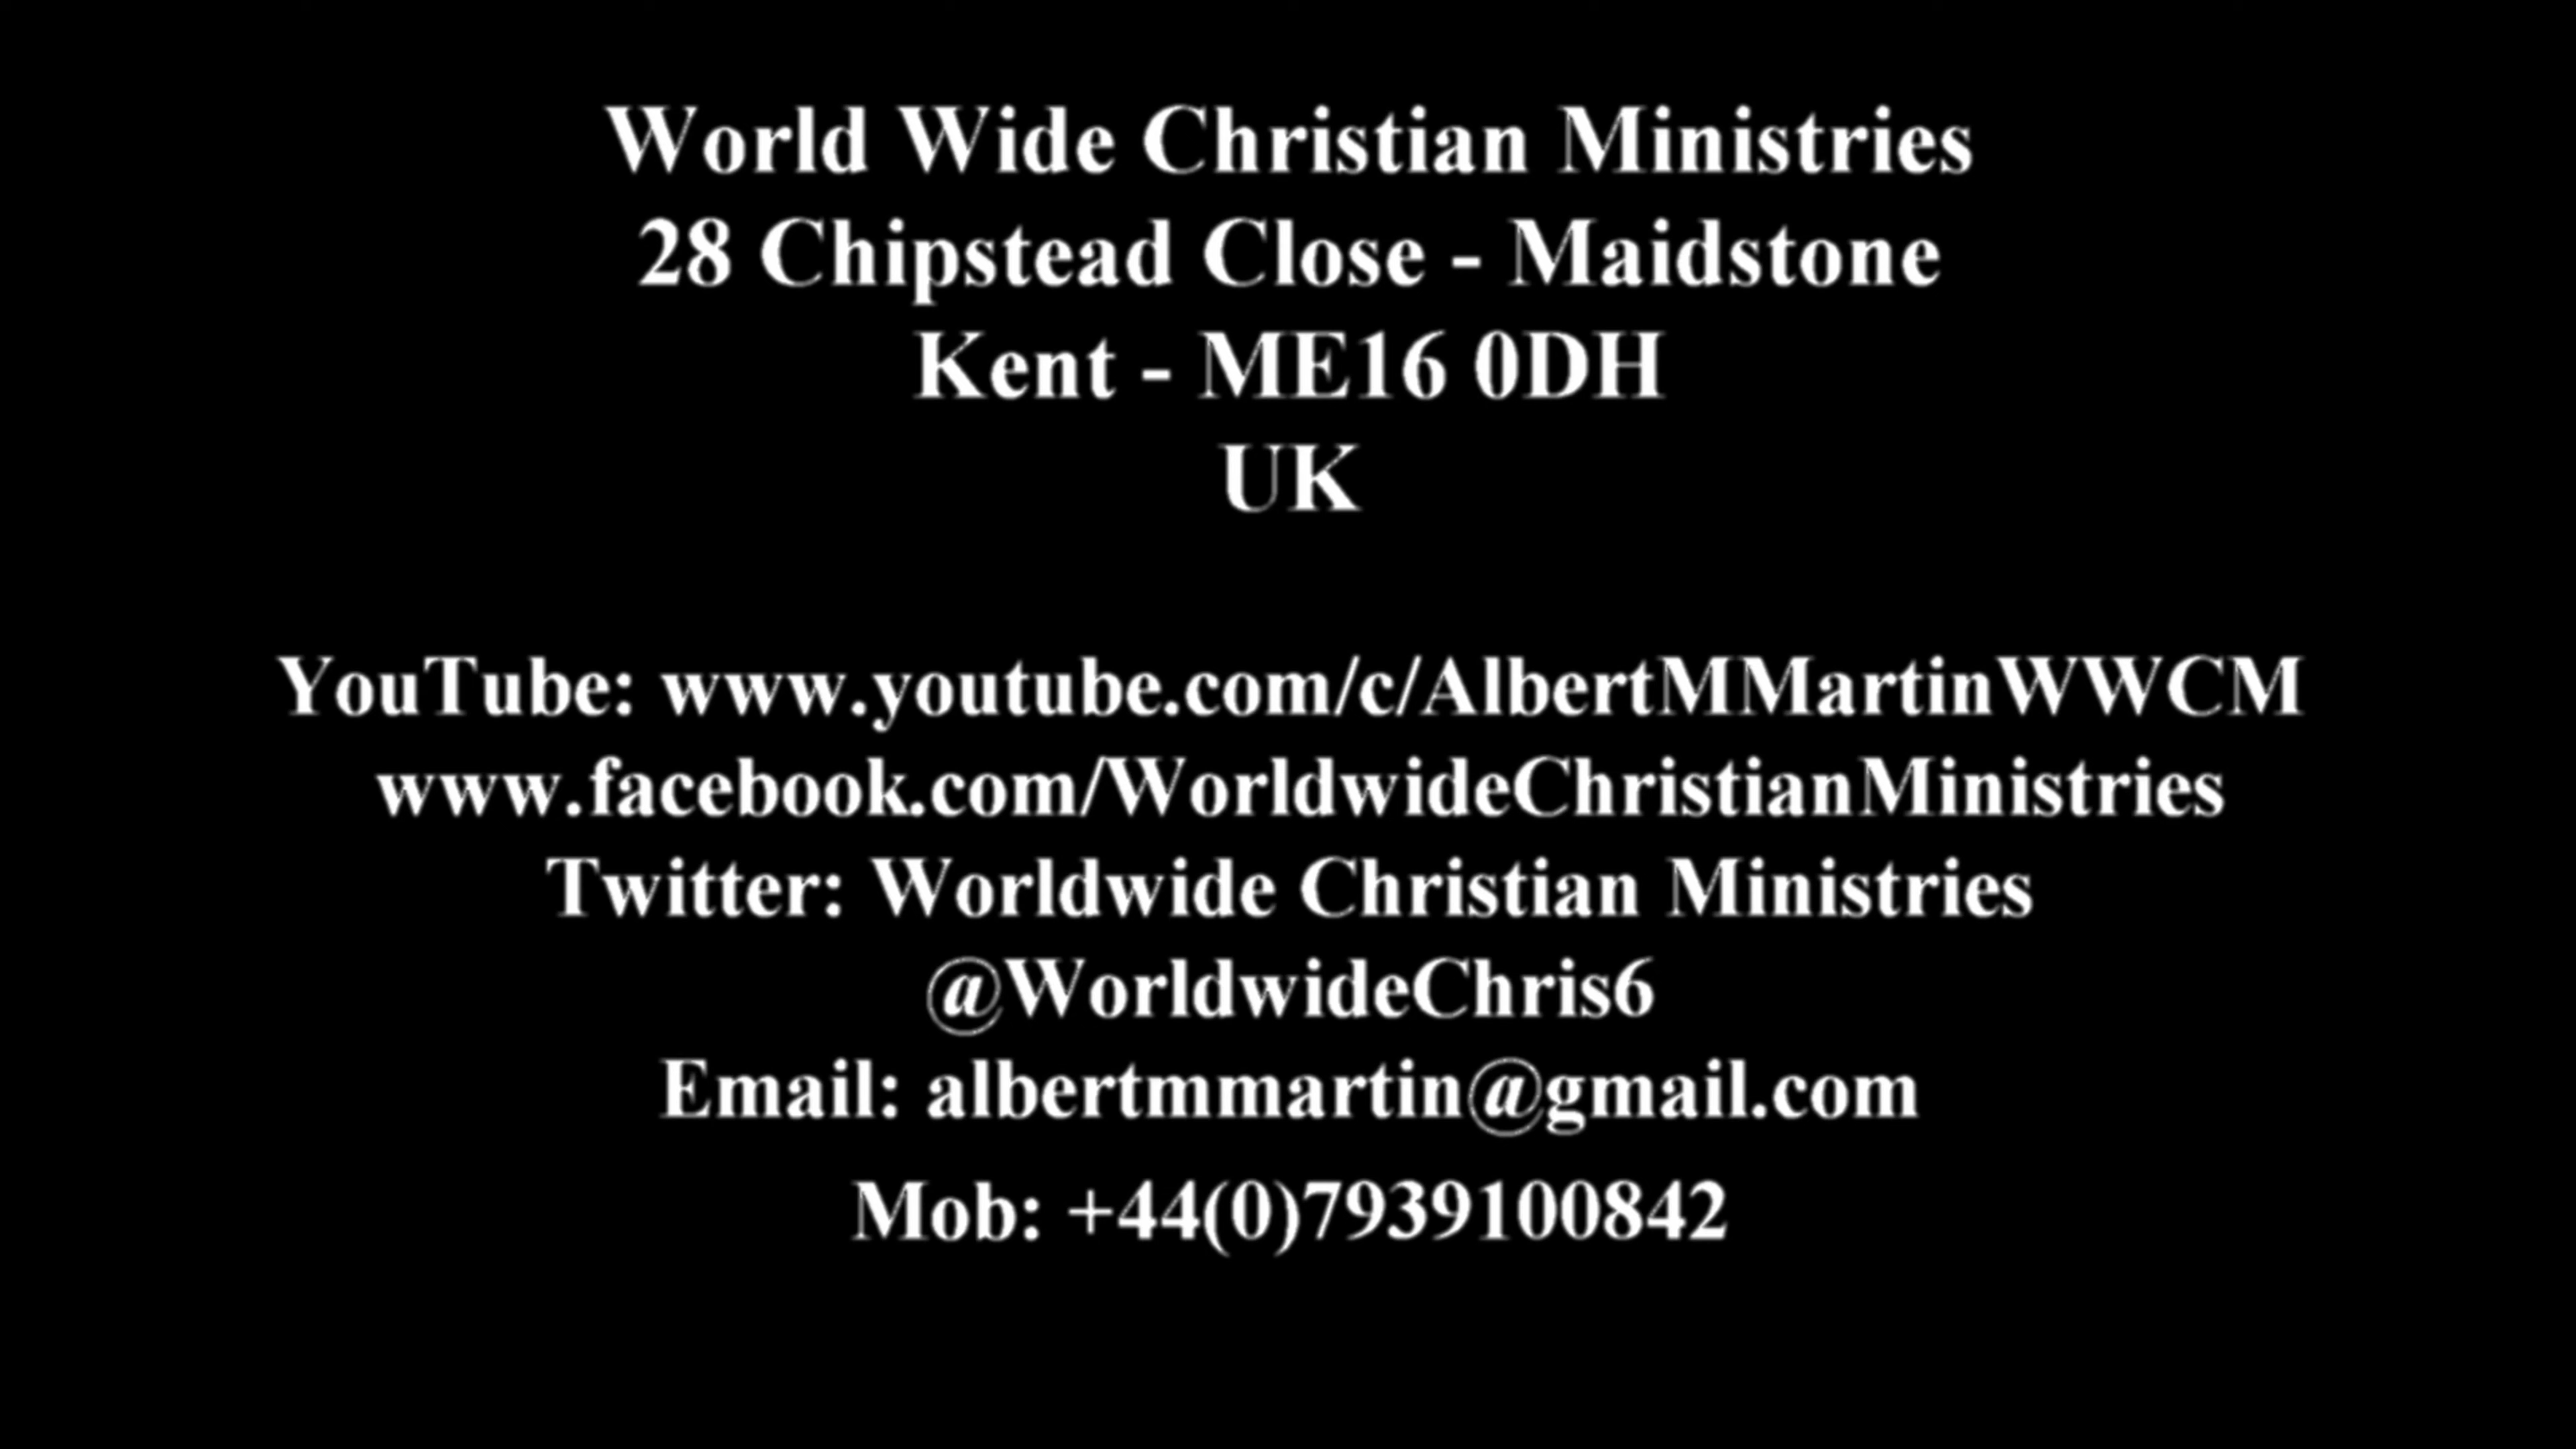 World Wide Christian Ministries
28 Chipstead Close - Maidstone
Kent - ME16 0DH
UK
YouTube: www.youtube.com/c/AlbertMMartinWWCM
www.facebook.com/WorldwideChristianMinistries
Twitter: Worldwide Christian Ministries
@WorldwideChris6
Email: albertmmartin@gmail.com
Mob: +44(0)7939100842